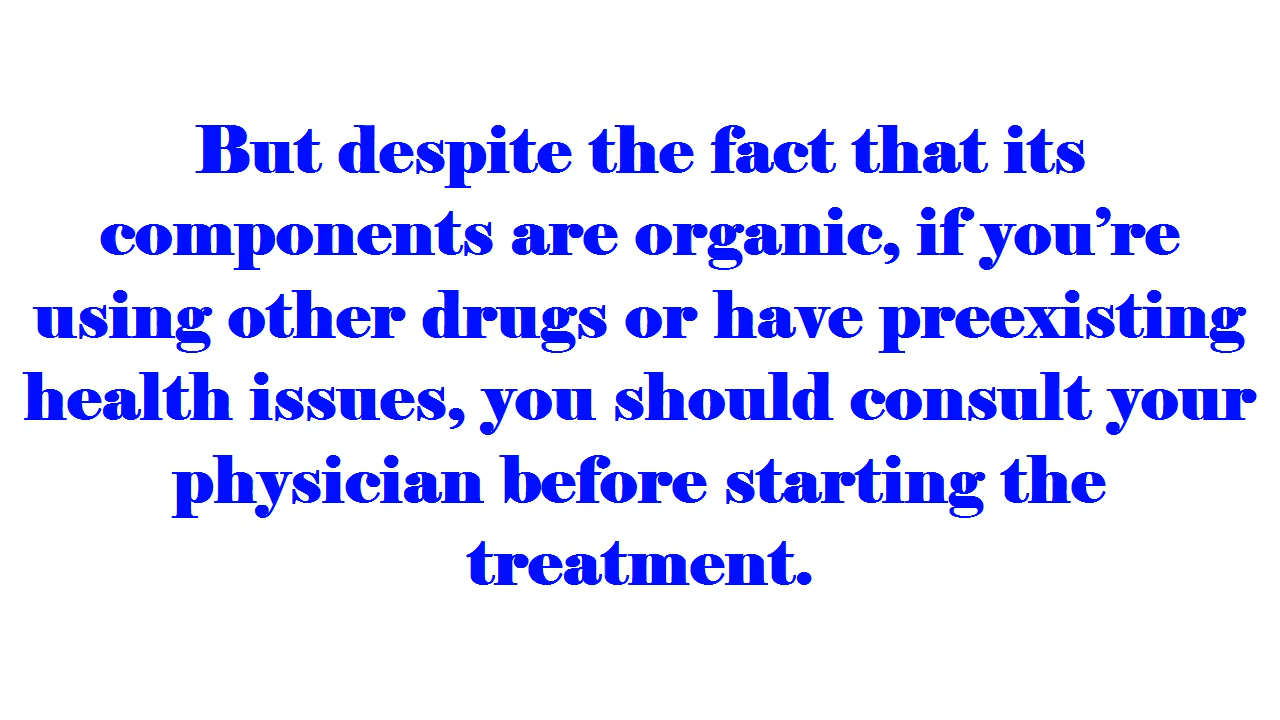 But despite the fact that its
components are organic, if you’re
using other drugs or have preexisting
health issues, you should consult your
physician before starting the
treatment.